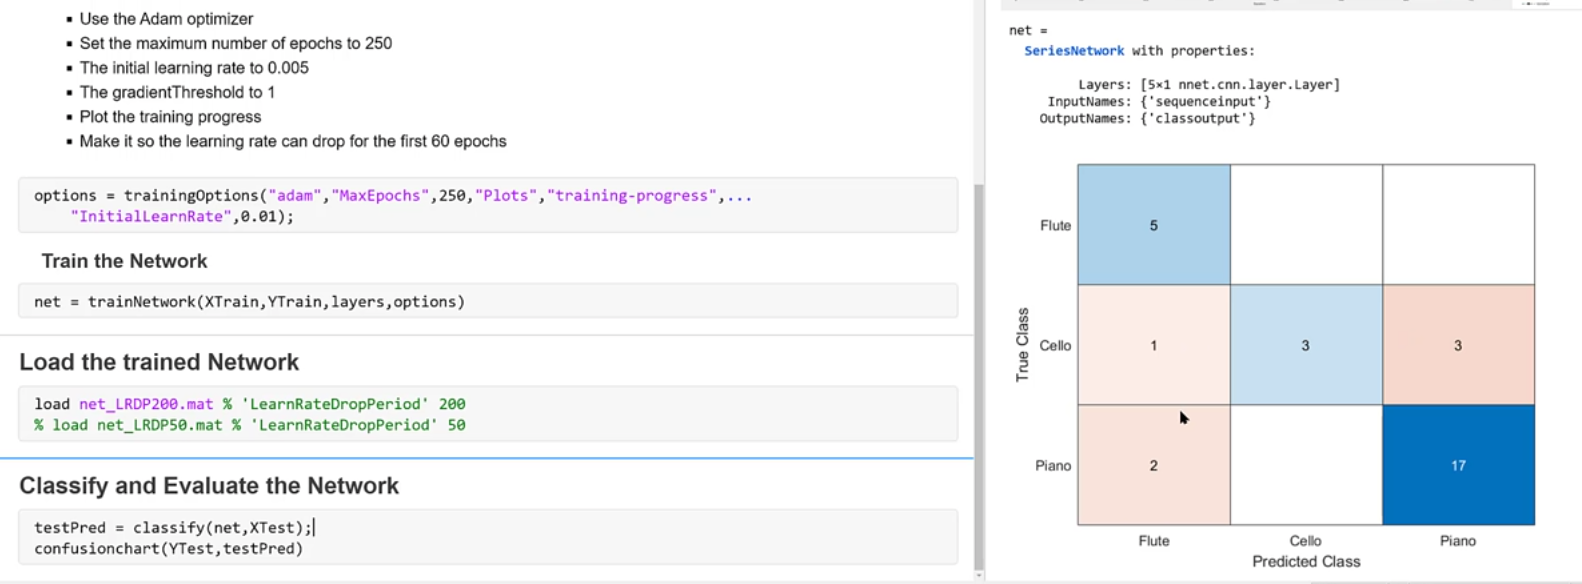 ▪ Use the Adam optimizer
▪ Set the maximum number of epochs to 250
▪ The initial learning rate to 0.005
▪ The gradientThreshold to 1
▪ Plot the training progress
▪ Make it so the learning rate can drop for the first 60 epochs
options = trainingOptions("adam","MaxEpochs",250,"Plots","training-progress",...
"InitialLearnRate",0.01);
Train the Network
net = trainNetwork(XTrain,YTrain,layers,options)
Load the trained Network
load net_LRDP200.mat % 'LearnRateDropPeriod' 200
% load net_LRDP50.mat % 'LearnRateDropPeriod' 50
Classify and Evaluate the Network
testPred = classify(net,XTest);
confusionchart(YTest,testPred)
net =
SeriesNetwork with properties:
Layers: [5×1 nnet.cnn.layer.Layer]
InputNames: {'sequenceinput'}
OutputNames: {'classoutput'}
True Class
Flute 5
Cello 1 3 3
Piano 2 17
Flute Cello Piano
Predicted Class